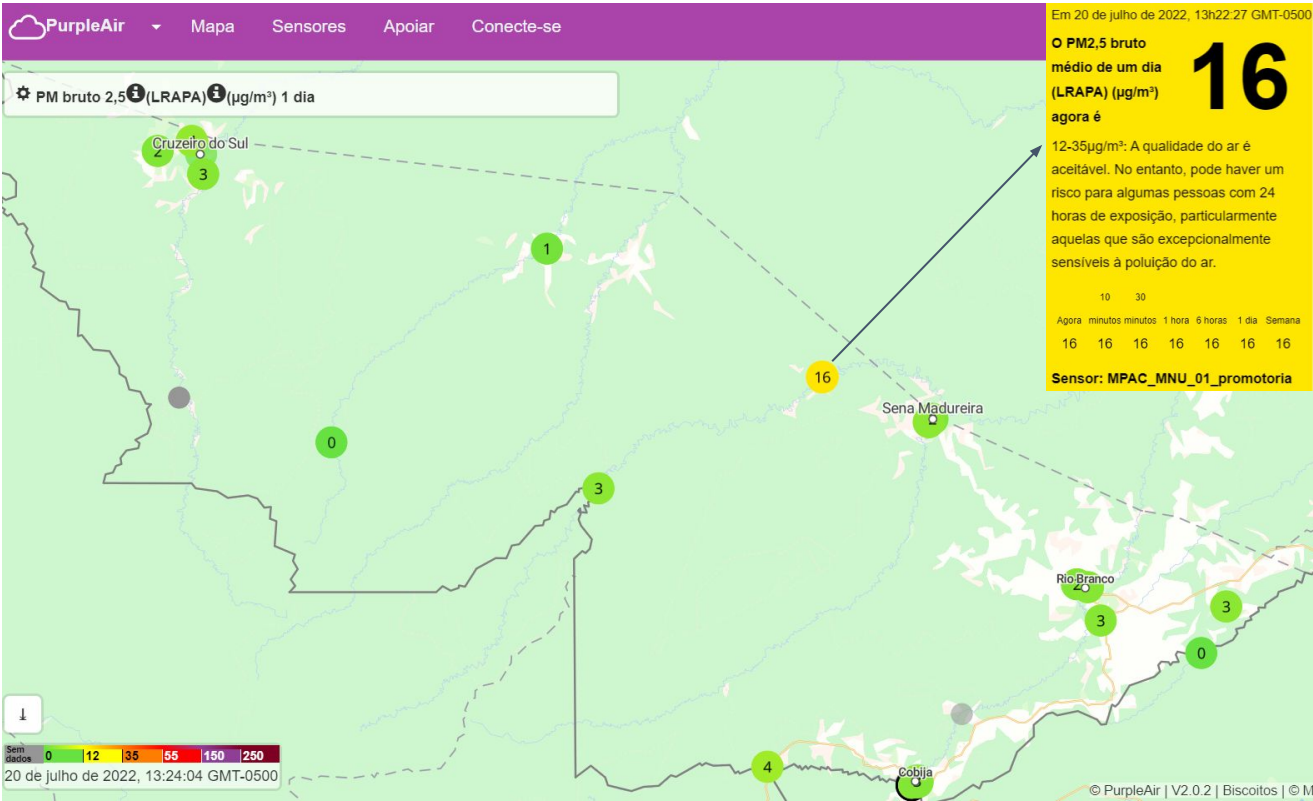 PurpleAir
Mapa
Sensores
Apoiar
Conecte-se
PM bruto 2,5 (LRAPA) (µg/m³) 1 dia
Em 20 de julho de 2022, 13h22:27 GMT-0500
O PM2,5 bruto
médio de um dia
(LRAPA) (µg/m³)
agora é
16
12-35µg/m³: A qualidade do ar é
aceitável. No entanto, pode haver um
risco para algumas pessoas com 24
horas de exposição, particularmente
aquelas que são excepcionalmente
sensíveis à poluição do ar.
10 30
Agora minutos minutos 1 hora 6 horas 1 dia Semana
16 16 16 16 16 16 16
Sensor: MPAC_MNU_01_promotoria
Cruzeiro do Sul
2
3
1
16
Sena Madureira
0
3
Rio Branco
2
3
3
0
4
Cobija
Sem
dados 0 12 35 55 150 250
20 de julho de 2022, 13:24:04 GMT-0500
© PurpleAir | V2.0.2 | Biscoitos | © M